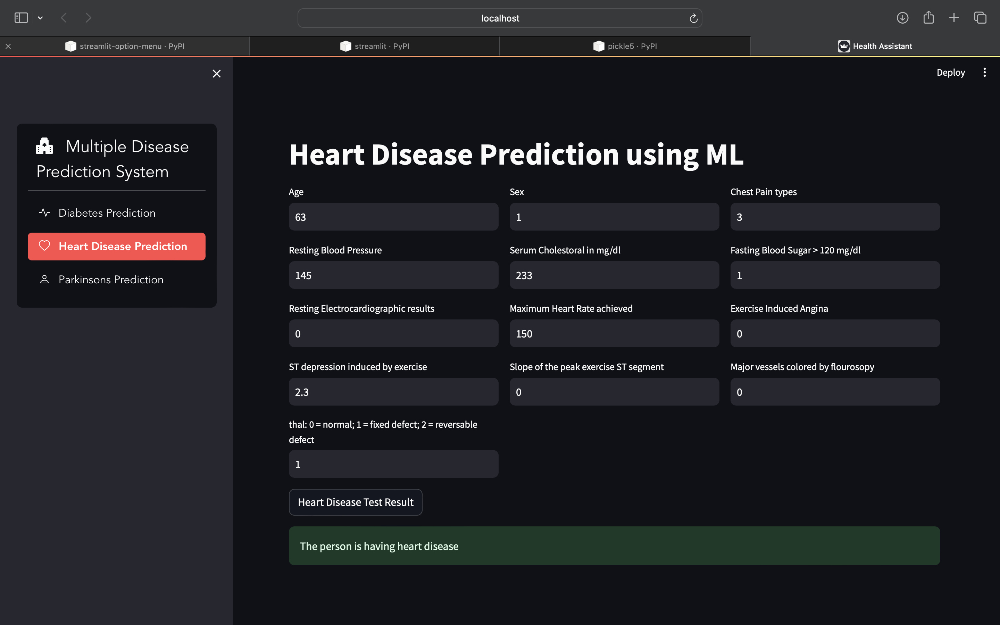 localhost
streamlit-option-menu · PyPI
streamlit · PyPI
pickle5 · PyPI
Health Assistant
Deploy
Multiple Disease
Prediction System
Diabetes Prediction
Heart Disease Prediction
Parkinsons Prediction
Heart Disease Prediction using ML
Age
Sex
Chest Pain types
63
1
3
Resting Blood Pressure
Serum Cholestoral in mg/dl
Fasting Blood Sugar > 120 mg/dl
145
233
1
Resting Electrocardiographic results
Maximum Heart Rate achieved
Exercise Induced Angina
0
150
0
ST depression induced by exercise
Slope of the peak exercise ST segment
Major vessels colored by flourosopy
2.3
0
0
thal: 0 = normal; 1 = fixed defect; 2 = reversable
defect
1
Heart Disease Test Result
The person is having heart disease